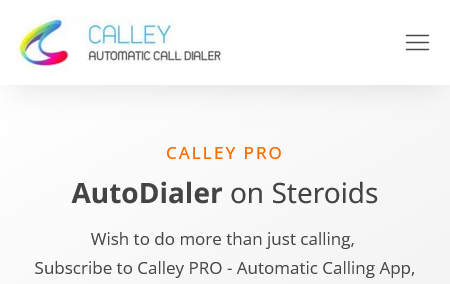 CALLEY
AUTOMATIC CALL DIALER
CALLEY PRO
AutoDialer on Steroids
Wish to do more than just calling,
Subscribe to Calley PRO - Automatic Calling App,